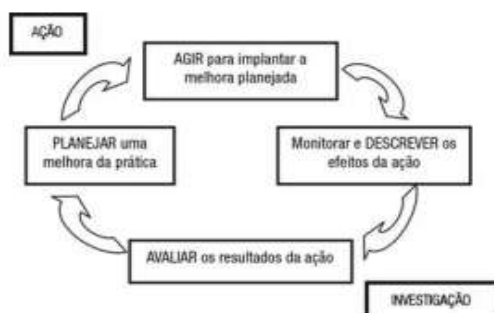 AÇÃO
AGIR para implantar a
melhora planejada
PLANEJAR uma
melhora da prática
Monitorar e DESCREVER os
efeitos da ação
AVALIAR os resultados da ação
INVESTIGAÇÃO